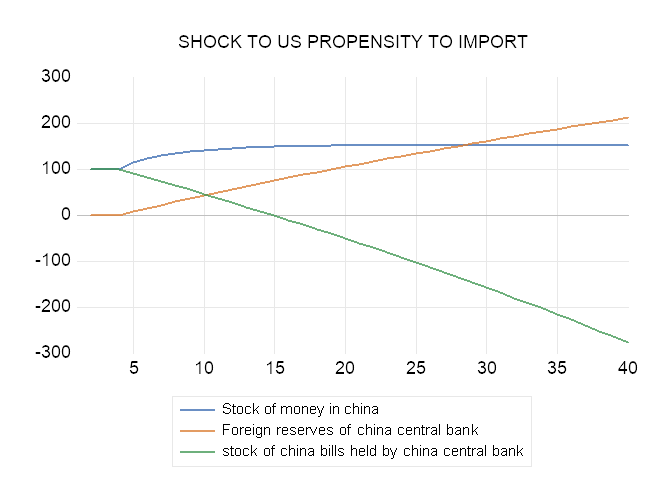 SHOCK TO US PROPENSITY TO IMPORT
300
200
100
0
-100
-200
-300
5 10 15 20 25 30 35 40
Stock of money in china
Foreign reserves of china central bank
stock of china bills held by china central bank